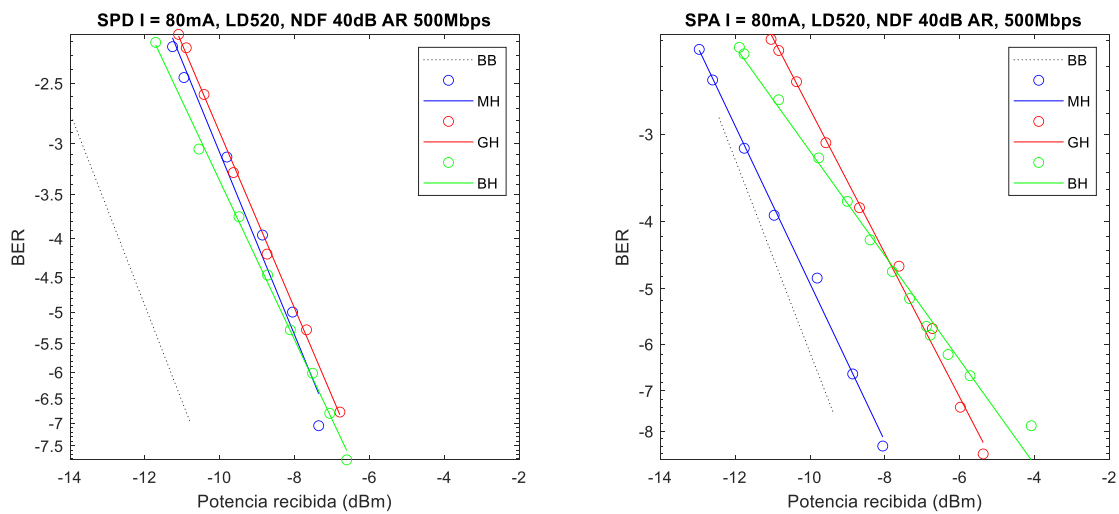 SPD I = 80mA, LD520, NDF 40dB AR 500Mbps
BER
-2.5
-3
-3.5
-4
-4.5
-5
-5.5
-6
-6.5
-7
-7.5
-14
-12
-10
-8
-6
-4
-2
Potencia recibida (dBm)
BB
MH
GH
BH
SPA I = 80mA, LD520, NDF 40dB AR, 500Mbps
BER
-3
-4
-5
-6
-7
-8
-14
-12
-10
-8
-6
-4
-2
Potencia recibida (dBm)
BB
MH
GH
BH